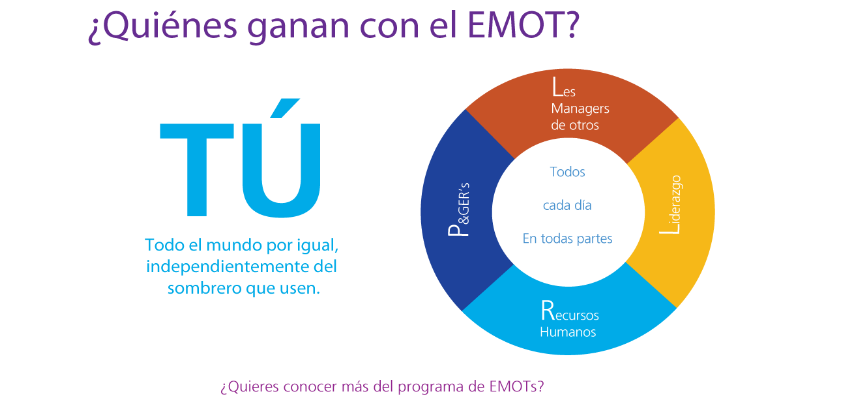 ¿Quiénes ganan con el EMOT?
TÚ
Todo el mundo por igual,
independientemente del
sombrero que usen.
Les
Managers
de otros
P&GER´s
Todos
cada día
En todas partes
Liderazgo
Recursos
Humanos
¿Quieres conocer más del programa de EMOTs?